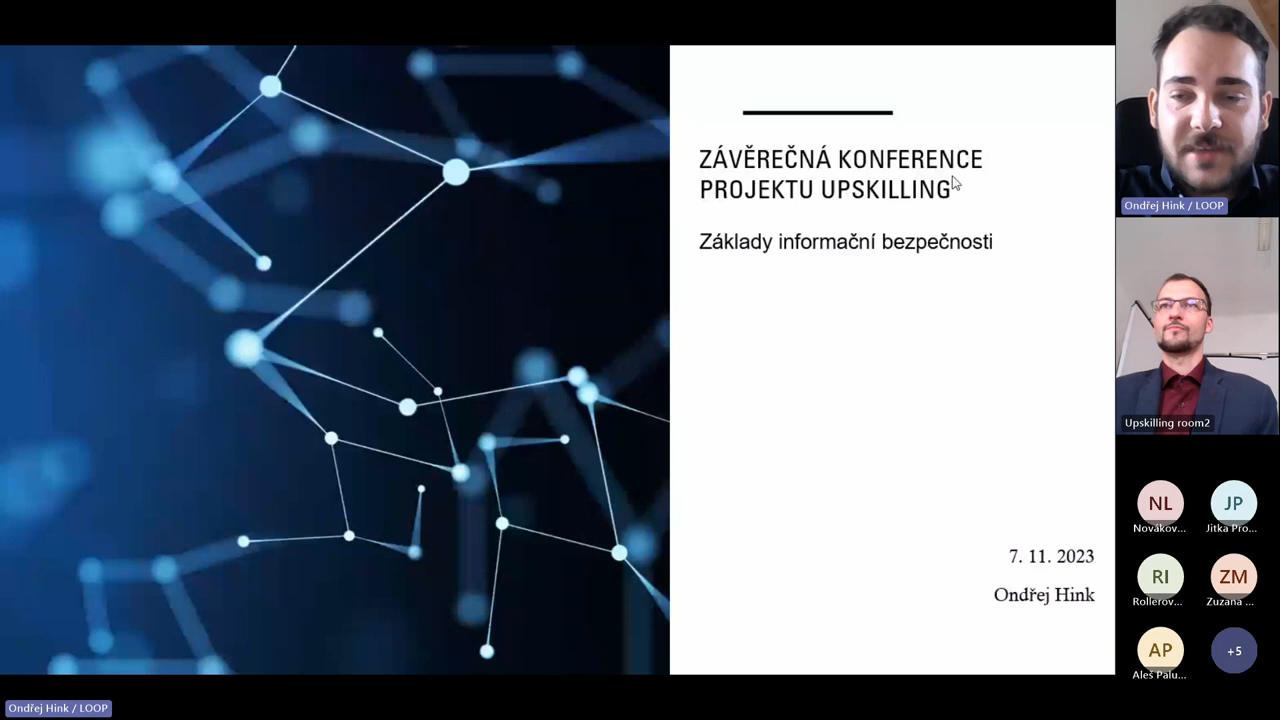 ZÁVĚREČNÁ KONFERENCE
PROJEKTU UPSKILLING
Základy informační bezpečnosti
7. 11. 2023
Ondřej Hink
Ondřej Hink / LOOP
Upskilling room2
NL
JP
Novákov...
Jitka Pro...
RI
ZM
Rollerov...
Zuzana ...
AP
+5
Aleš Palu...
Ondřej Hink / LOOP